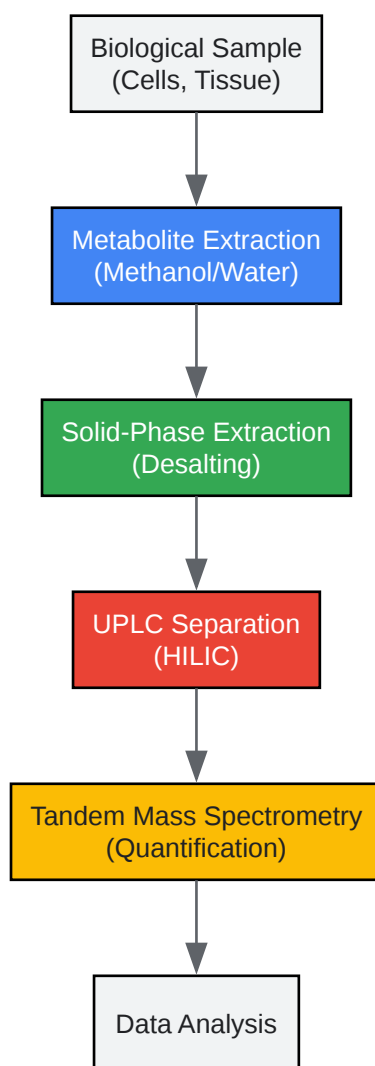 Biological Sample
(Cells, Tissue)
Metabolite Extraction
(Methanol/Water)
Solid-Phase Extraction
(Desalting)
UPLC Separation
(HILIC)
Tandem Mass Spectrometry
(Quantification)
Data Analysis